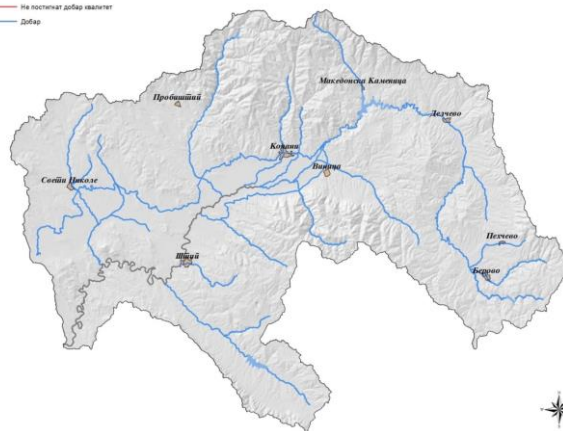 Не постигнат добар квалитет
Добар
Македонска Каменица
Пробиштип
Делчево
Кочани
Виница
Свети Николе
Пехчево
Штип
Берово